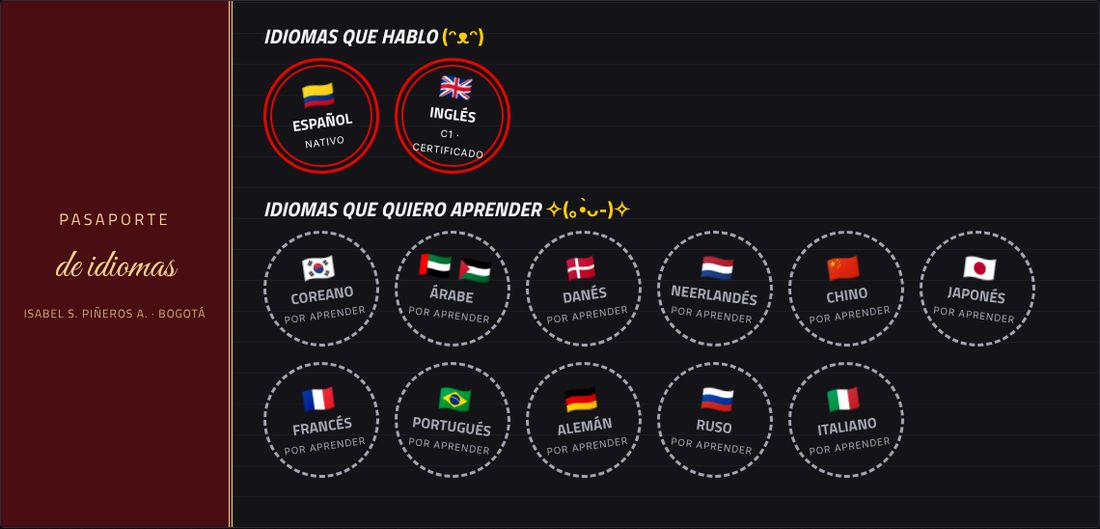 PASAPORTE
de idiomas
ISABEL S. PIÑEROS A. · BOGOTÁ
IDIOMAS QUE HABLO (ᵔᴥᵔ)
ESPAÑOL
NATIVO
INGLÉS
C1 ·
CERTIFICADO
IDIOMAS QUE QUIERO APRENDER ✧(｡•̀ᴗ-)✧
COREANO
POR APRENDER
ÁRABE
POR APRENDER
DANÉS
POR APRENDER
NEERLANDÉS
POR APRENDER
CHINO
POR APRENDER
JAPONÉS
POR APRENDER
FRANCÉS
POR APRENDER
PORTUGUÉS
POR APRENDER
ALEMÁN
POR APRENDER
RUSO
POR APRENDER
ITALIANO
POR APRENDER